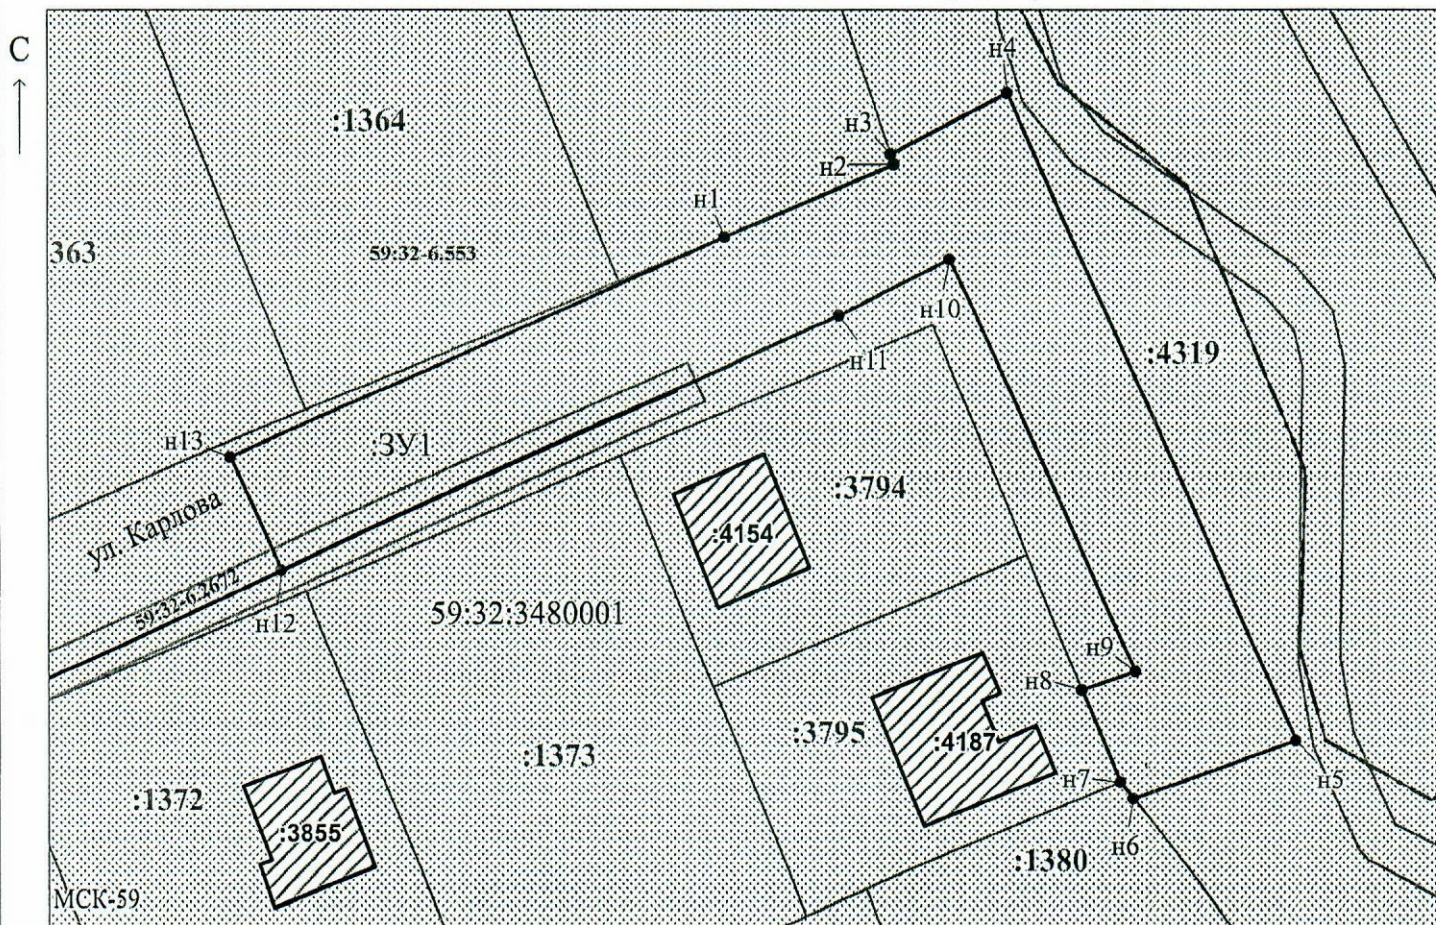 С
н4
:1364
н3
н2
н1
363
59:32-6.553
н10
н11
:4319
н13
:ЗУ1
:3794
ул. Карлова
:4154
59:32-6.2672
59:32:3480001
н12
н9
н8
:3795
:4187
:1373
н5
н7
:1372
н6
:3855
:1380
МСК-59